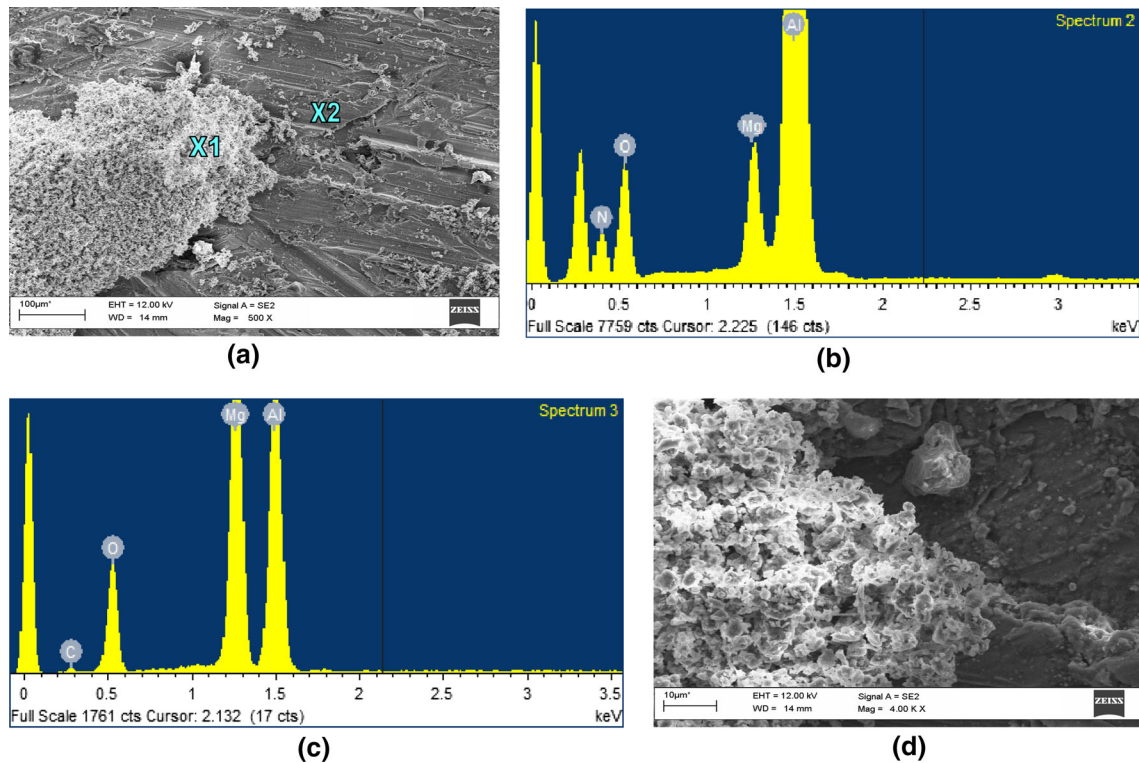 X1
X2
100µm*
EHT = 12.00 kV
Signal A = SE2
WD = 14 mm
Mag = 500 X
ZEISS
(a)
Spectrum 2
Al
Mg
O
N
0 0.5 1 1.5 2 2.5 3
Full Scale 7759 cts Cursor: 2.225 (146 cts)
keV
(b)
Spectrum 3
Mg
Al
O
C
0 0.5 1 1.5 2 2.5 3 3.5
Full Scale 1761 cts Cursor: 2.132 (17 cts)
keV
(c)
10µm*
EHT = 12.00 kV
Signal A = SE2
WD = 14 mm
Mag = 4.00 K X
ZEISS
(d)